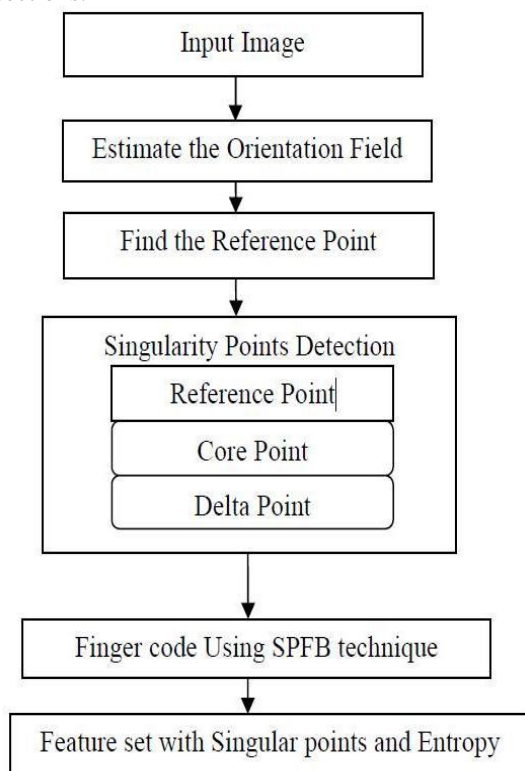 Input Image
Estimate the Orientation Field
Find the Reference Point
Singularity Points Detection
Reference Point
Core Point
Delta Point
Finger code Using SPFB technique
Feature set with Singular points and Entropy